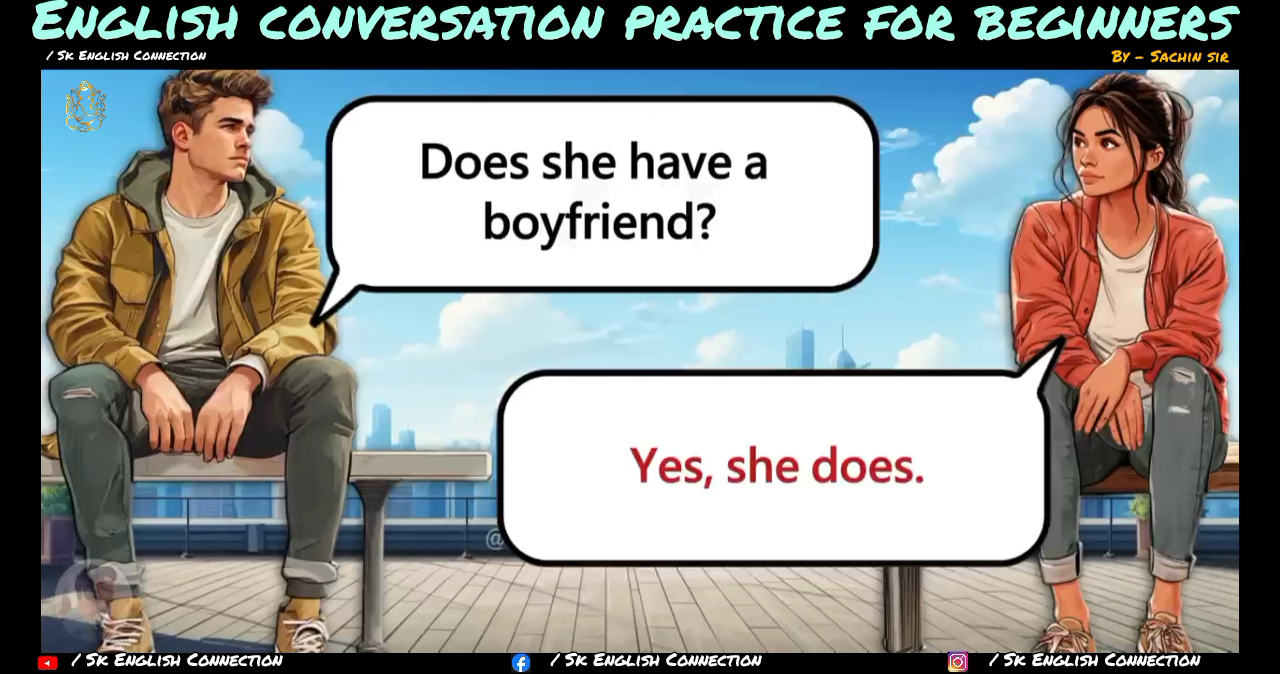 English conversation practice for beginners
/ Sk English Connection
By - Sachin sir
Does she have a
boyfriend?
Yes, she does.
@
/ Sk English Connection
/ Sk English Connection
/ Sk English Connection